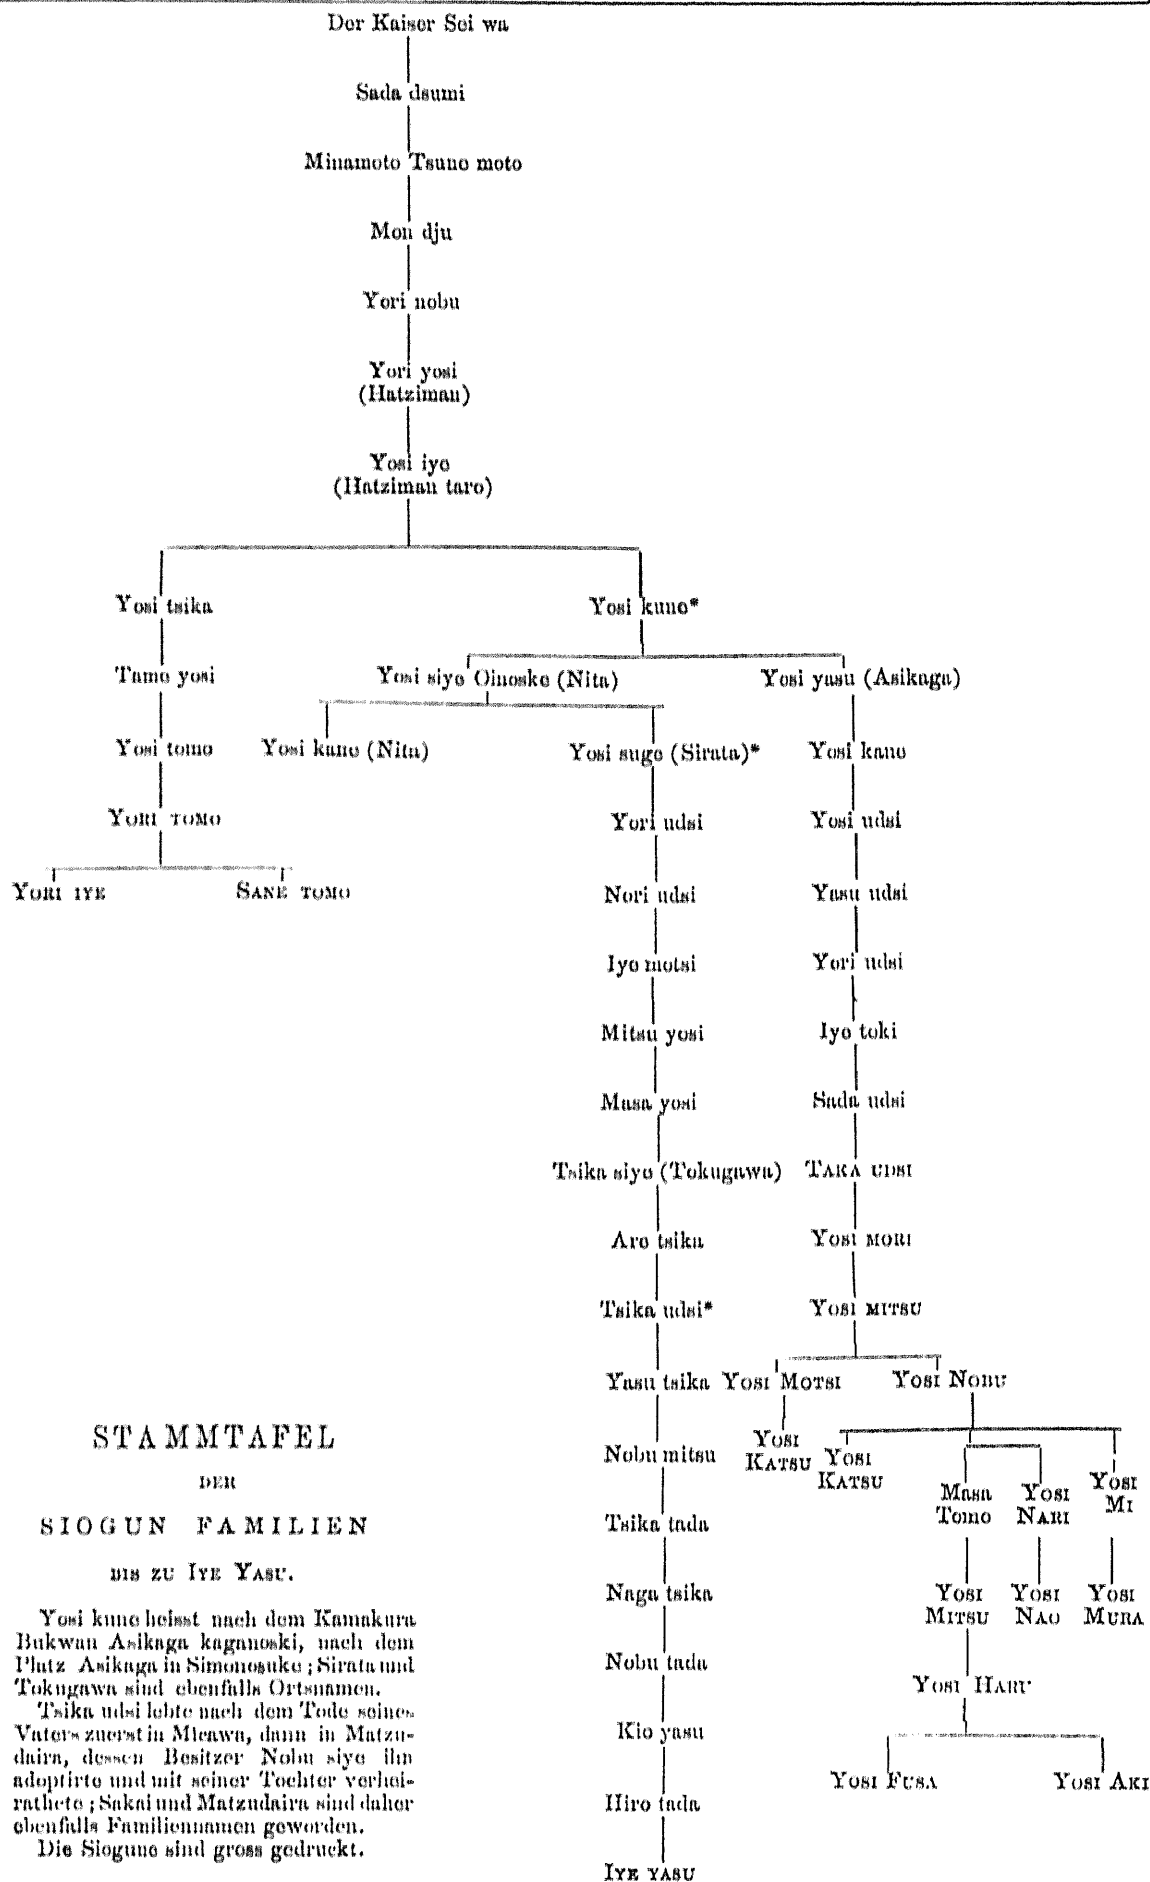 Der Kaiser Sei wa
Sada dsumi
Minamoto Tsune moto
Mon dju
Yori nobu
Yori yosi
(Hatziman)
Yosi iye
(Hatziman taro)
Yosi tsika
Yosi kune*
Tame yosi
Yosi siye Oinoske (Nita)
Yosi yasu (Asikaga)
Yosi tomo
Yosi kane (Nita)
Yosi suge (Sirata)*
Yosi kane
YORI TOMO
Yori udsi
Yosi udsi
YORI IYE
SANE TOMO
Nori udsi
Yasu udsi
Iye motsi
Yori udsi
Mitsu yosi
Iye toki
Masa yosi
Sada udsi
Tsika siye (Tokugawa)
TAKA UDSI
Are tsika
YOSI MORI
Tsika udsi*
YOSI MITSU
Yasu tsika
YOSI MOTSI
YOSI NOBU
Nobu mitsu
YOSI
KATSU
YOSI
KATSU
Masa
Tomo
YOSI
NARI
YOSI
MI
Tsika tada
Naga tsika
YOSI
MITSU
YOSI
NAO
YOSI
MURA
Nobu tada
YOSI HARU
Kio yasu
YOSI FUSA
YOSI AKI
Hiro tada
IYE YASU
STAMMTAFEL
DER
SIOGUN FAMILIEN
BIS ZU IYE YASU.
Yosi kune heisst nach dem Kamakura
Bukwan Asikaga kaganoski, nach dem
Platz Asikaga in Simonosuke; Sirata und
Tokugawa sind ebenfalls Ortsnamen.
Tsika udsi lebte nach dem Tode seines
Vaters zuerst in Micawa, dann in Matzu-
daira, dessen Besitzer Nobu siye ihn
adoptirte und mit seiner Tochter verhei-
rathete; Sakai und Matzudaira sind daher
ebenfalls Familiennamen geworden.
Die Siogune sind gross gedruckt.